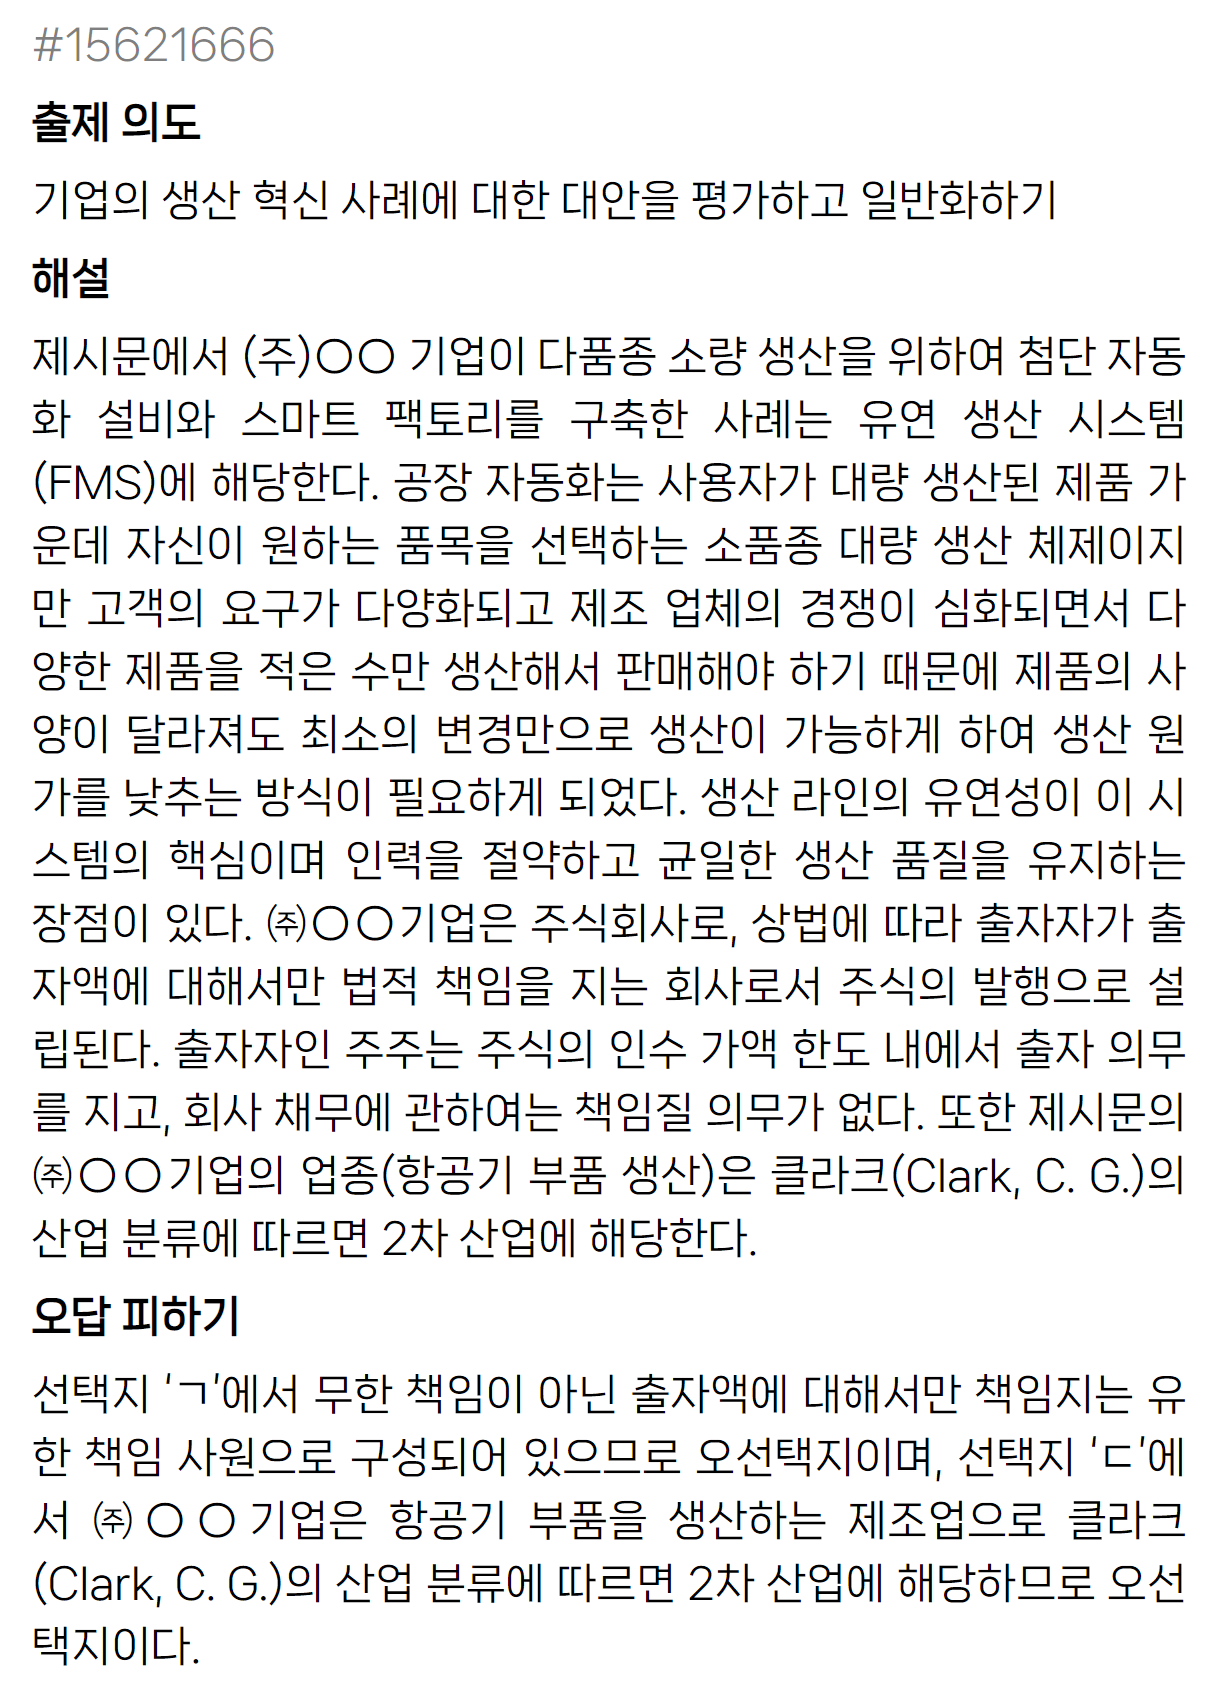 #15621666
출제 의도
기업의 생산 혁신 사례에 대한 대안을 평가하고 일반화하기
해설
제시문에서 (주)○○ 기업이 다품종 소량 생산을 위하여 첨단 자동
화 설비와 스마트 팩토리를 구축한 사례는 유연 생산 시스템
(FMS)에 해당한다. 공장 자동화는 사용자가 대량 생산된 제품 가
운데 자신이 원하는 품목을 선택하는 소품종 대량 생산 체제이지
만 고객의 요구가 다양화되고 제조 업체의 경쟁이 심화되면서 다
양한 제품을 적은 수만 생산해서 판매해야 하기 때문에 제품의 사
양이 달라져도 최소의 변경만으로 생산이 가능하게 하여 생산 원
가를 낮추는 방식이 필요하게 되었다. 생산 라인의 유연성이 이 시
스템의 핵심이며 인력을 절약하고 균일한 생산 품질을 유지하는
장점이 있다. ㈜○○기업은 주식회사로, 상법에 따라 출자자가 출
자액에 대해서만 법적 책임을 지는 회사로서 주식의 발행으로 설
립된다. 출자자인 주주는 주식의 인수 가액 한도 내에서 출자 의무
를 지고, 회사 채무에 관하여는 책임질 의무가 없다. 또한 제시문의
㈜○○기업의 업종(항공기 부품 생산)은 클라크(Clark, C. G.)의
산업 분류에 따르면 2차 산업에 해당한다.
오답 피하기
선택지 ‘ㄱ’에서 무한 책임이 아닌 출자액에 대해서만 책임지는 유
한 책임 사원으로 구성되어 있으므로 오선택지이며, 선택지 ‘ㄷ’에
서 ㈜○○기업은 항공기 부품을 생산하는 제조업으로 클라크
(Clark, C. G.)의 산업 분류에 따르면 2차 산업에 해당하므로 오선
택지이다.